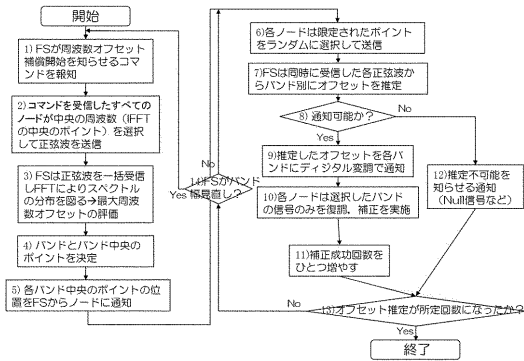 開始
1) FSが周波数オフセット
補償開始を知らせるコ
マンドを報知
2) コマンドを受信したすべての
ノードが中央の周波数（IFFT
の中央のポイント）を選択
して正弦波を送信
3) FSは正弦波を一括受信
しFFTによりスペクトル
の分布を図る→最大周波
数オフセットの評価
4) バンドとバンド中央の
ポイントを決定
5) 各バンド中央のポイントの位
置をFSからノードに通知
6)各ノードは限定されたポイント
をランダムに選択して送信
7)FSは同時に受信した各正弦波か
らバンド別にオフセットを推定
8) 通知可能か？
No
Yes
9)推定したオフセットを各バ
ンドにディジタル変調で通知
10)各ノードは選択したバンド
の信号のみを復調、補正を実施
11)補正成功回数を
ひとつ増やす
12)推定不可能を
知らせる通知
（Null信号など）
13)オフセット推定が所定回数になったか？
No
Yes
14)FSがバンド
幅見直し？
No
Yes
終了